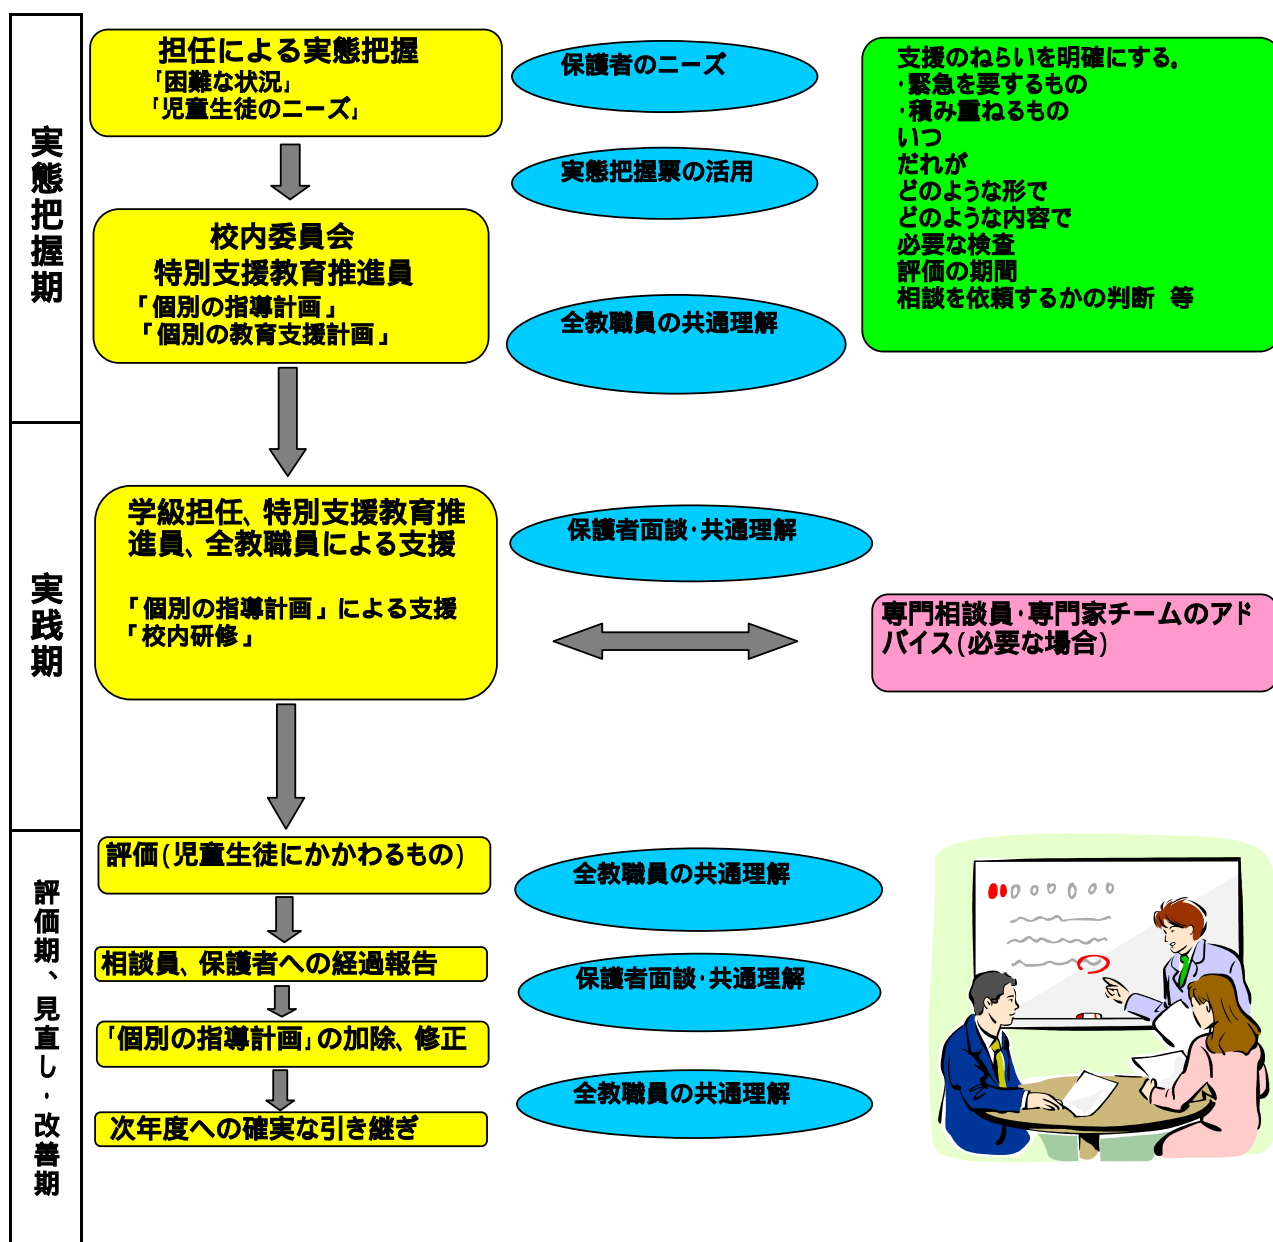 実態把握期
担任による実態把握
「困難な状況」
「児童生徒のニーズ」
保護者のニーズ
実態把握票の活用
校内委員会
特別支援教育推進員
「個別の指導計画」
「個別の教育支援計画」
全教職員の共通理解
支援のねらいを明確にする。
・緊急を要するもの
・積み重ねるもの
いつ
だれが
どのような形で
どのような内容で
必要な検査
評価の期間
相談を依頼するかの判断　等
実践期
学級担任、特別支援教育推
進員、全教職員による支援
「個別の指導計画」による支援
「校内研修」
保護者面談・共通理解
専門相談員・専門家チームのアド
バイス(必要な場合)
評価期、見直し・改善期
評価(児童生徒にかかわるもの)
全教職員の共通理解
相談員、保護者への経過報告
保護者面談・共通理解
「個別の指導計画」の加除、修正
全教職員の共通理解
次年度への確実な引き継ぎ